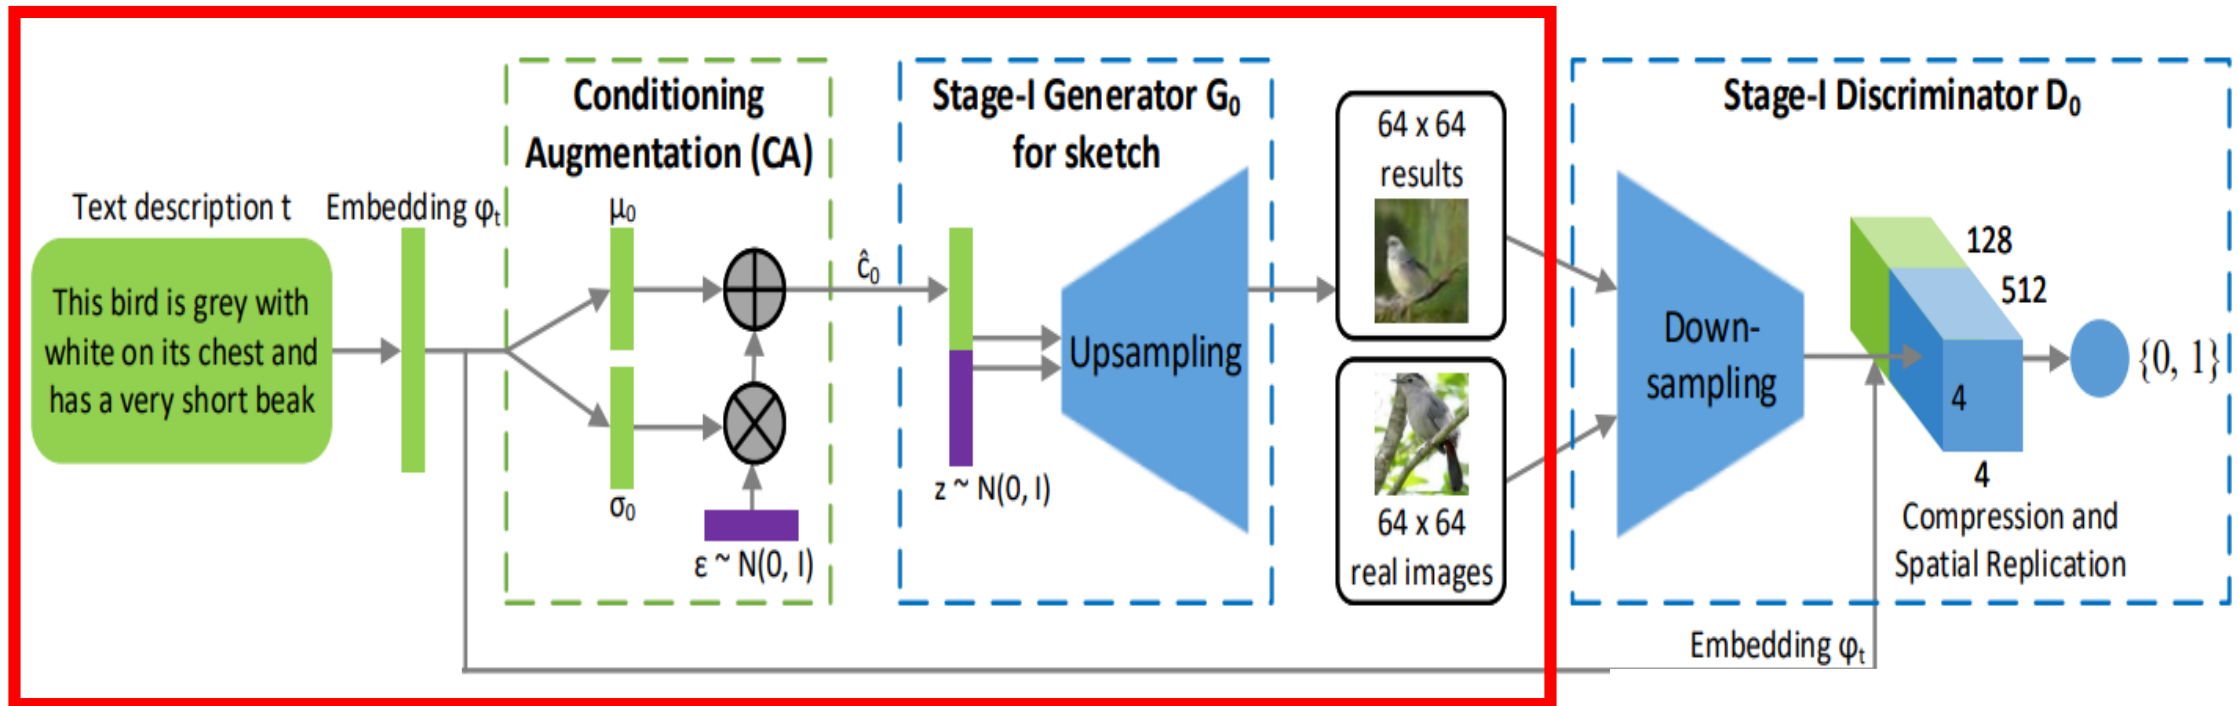 Text description t
This bird is grey with
white on its chest and
has a very short beak
Embedding φt
Conditioning
Augmentation (CA)
μ0
σ0
ε ~ N(0, I)
ĉ0
Stage-I Generator G0
for sketch
z ~ N(0, I)
Upsampling
64 x 64
results
64 x 64
real images
Stage-I Discriminator D0
Down-
sampling
128
512
4
4
{0, 1}
Compression and
Spatial Replication
Embedding φt